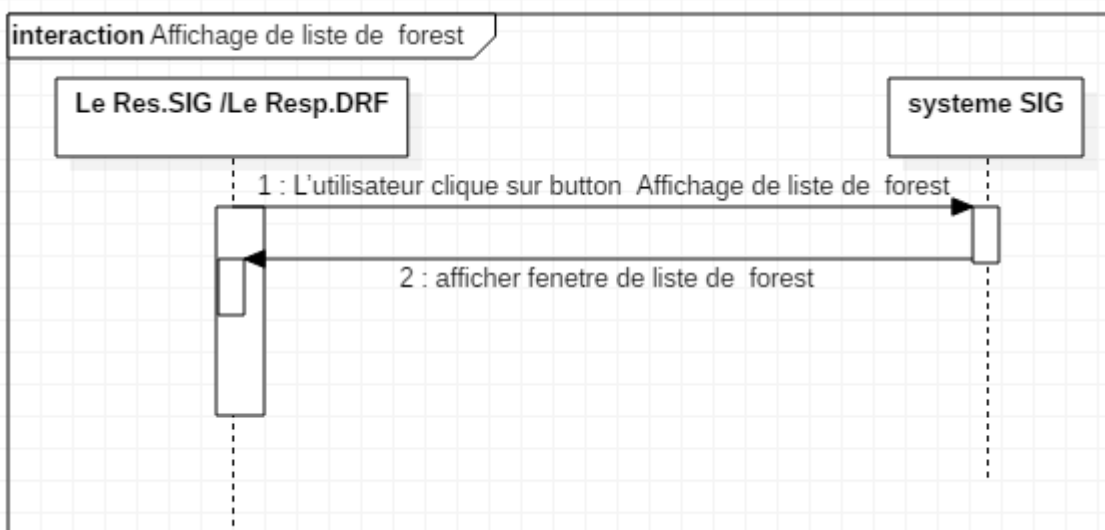 interaction Affichage de liste de forest
Le Res.SIG /Le Resp.DRF
systeme SIG
1 : L'utilisateur clique sur button Affichage de liste de forest
2 : afficher fenetre de liste de forest